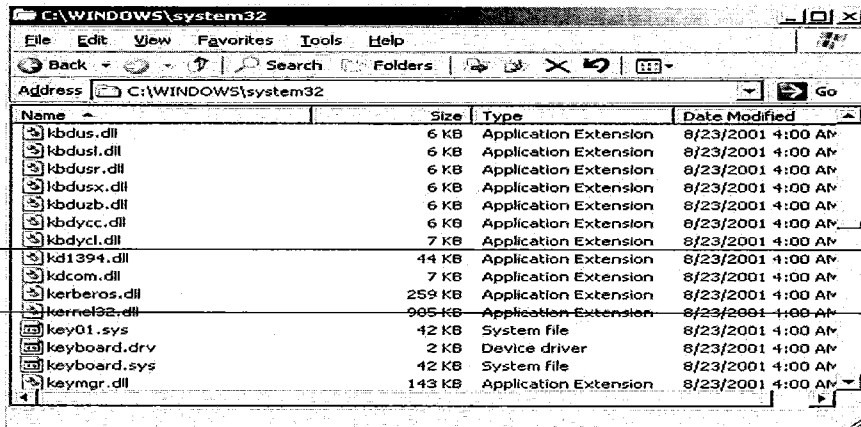 C:\WINDOWS\system32
File Edit View Favorites Tools Help
Back Search Folders
Address C:\WINDOWS\system32 Go
Name Size Type Date Modified
kbdus.dll 6 KB Application Extension 8/23/2001 4:00 AM
kbdusl.dll 6 KB Application Extension 8/23/2001 4:00 AM
kbdusr.dll 6 KB Application Extension 8/23/2001 4:00 AM
kbdusx.dll 6 KB Application Extension 8/23/2001 4:00 AM
kbduzb.dll 6 KB Application Extension 8/23/2001 4:00 AM
kbdycc.dll 6 KB Application Extension 8/23/2001 4:00 AM
kbdycl.dll 7 KB Application Extension 8/23/2001 4:00 AM
kd1394.dll 44 KB Application Extension 8/23/2001 4:00 AM
kdcom.dll 7 KB Application Extension 8/23/2001 4:00 AM
kerberos.dll 259 KB Application Extension 8/23/2001 4:00 AM
kernel32.dll 905 KB Application Extension 8/23/2001 4:00 AM
key01.sys 42 KB System file 8/23/2001 4:00 AM
keyboard.drv 2 KB Device driver 8/23/2001 4:00 AM
keyboard.sys 42 KB System file 8/23/2001 4:00 AM
keymgr.dll 143 KB Application Extension 8/23/2001 4:00 AM